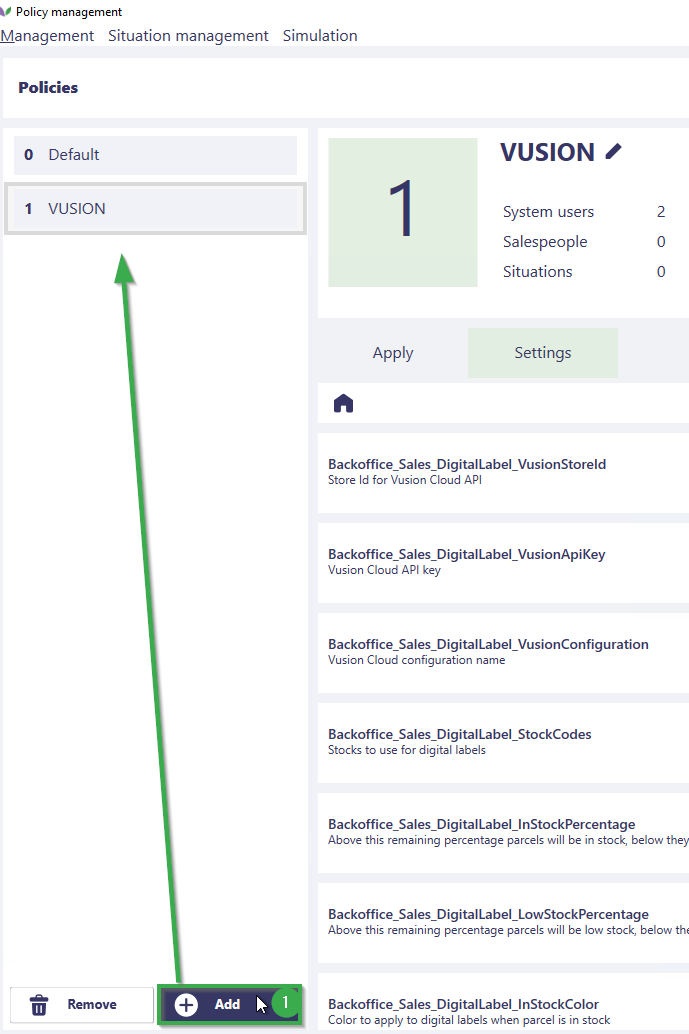 Policy management
Management Situation management Simulation
Policies
0 Default
1 VUSION
1
VUSION
System users 2
Salespeople 0
Situations 0
Apply Settings
Backoffice_Sales_DigitalLabel_VusionStoreId
Store Id for Vusion Cloud API
Backoffice_Sales_DigitalLabel_VusionApiKey
Vusion Cloud API key
Backoffice_Sales_DigitalLabel_VusionConfiguration
Vusion Cloud configuration name
Backoffice_Sales_DigitalLabel_StockCodes
Stocks to use for digital labels
Backoffice_Sales_DigitalLabel_InStockPercentage
Above this remaining percentage parcels will be in stock, below they
Backoffice_Sales_DigitalLabel_LowStockPercentage
Above this remaining percentage parcels will be low stock, below the
Backoffice_Sales_DigitalLabel_InStockColor
Color to apply to digital labels when parcel is in stock
Remove Add 1